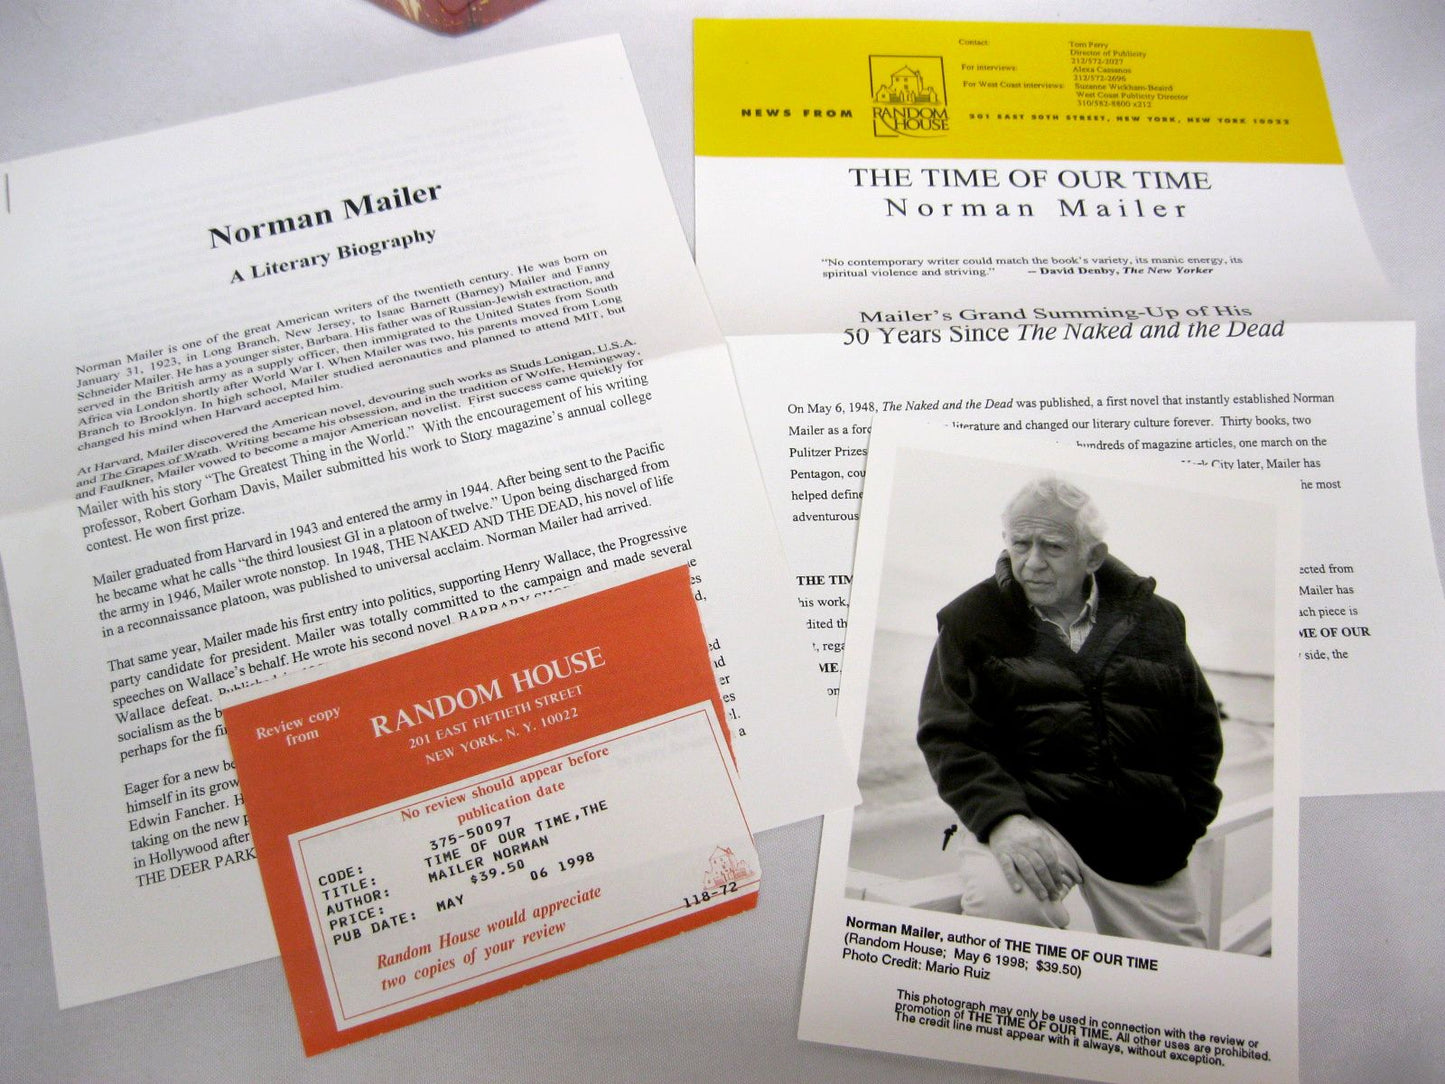 Norman Mailer
A Literary Biography
Norman Mailer is one of the great American writers of the twentieth century. He was born on
January 31, 1923, in Long Branch, New Jersey, to Isaac Barnett (Barney) Mailer and Fanny
Schneider Mailer. He has a younger sister, Barbara. His father was of Russian-Jewish extraction, and
served in the British army as a supply officer, then immigrated to the United States from South
Africa via London shortly after World War I. When Mailer was two, his parents moved from Long
Branch to Brooklyn. In high school, Mailer studied aeronautics and planned to attend MIT, but
changed his mind when Harvard accepted him.
At Harvard, Mailer discovered the American novel, devouring such works as Studs Lonigan, U.S.A.
and The Grapes of Wrath. Writing became his obsession, and in the tradition of Wolfe, Hemingway,
and Faulkner, Mailer vowed to become a major American novelist. First success came quickly for
Mailer with his story “The Greatest Thing in the World.” With the encouragement of his writing
professor, Robert Gorham Davis, Mailer submitted his work to Story magazine’s annual college
contest. He won first prize.
Mailer graduated from Harvard in 1943 and entered the army in 1944. After being sent to the Pacific
he became what he calls “the third lousiest GI in a platoon of twelve.” Upon being discharged from
the army in 1946, Mailer wrote nonstop. In 1948, THE NAKED AND THE DEAD, his novel of life
in a reconnaissance platoon, was published to universal acclaim. Norman Mailer had arrived.
That same year, Mailer made his first entry into politics, supporting Henry Wallace, the Progressive
party candidate for president. Mailer was totally committed to the campaign and made several
speeches on Wallace’s behalf. He wrote his second novel, BARBARY
Wallace defeat. Published
socialism as the
perhaps for the
Eager for a new
himself in its
Edwin Fancher.
taking on the new
in Hollywood after
THE DEER PARK
Review copy
from
RANDOM HOUSE
201 EAST FIFTIETH STREET
NEW YORK, N. Y. 10022
No review should appear before
publication date
CODE: 375-50097
TITLE: TIME OF OUR TIME,THE
AUTHOR: MAILER NORMAN
PRICE: $39.50
PUB DATE: MAY 06 1998
118-72
Random House would appreciate
two copies of your review
Contact: Tom Perry
Director of Publicity
212/572-2027
For interviews: Alexa Cassanos
212/572-2696
For West Coast interviews: Suzanne Wickham-Beaird
West Coast Publicity Director
310/582-8800 x212
NEWS FROM
RANDOM
HOUSE
201 EAST 50TH STREET, NEW YORK, NEW YORK 10022
THE TIME OF OUR TIME
Norman Mailer
“No contemporary writer could match the book’s variety, its manic energy, its
spiritual violence and striving.” — David Denby, The New Yorker
Mailer’s Grand Summing-Up of His
50 Years Since The Naked and the Dead
On May 6, 1948, The Naked and the Dead was published, a first novel that instantly established Norman
Mailer as a literature and changed our literary culture forever. Thirty books, two
Pulitzer Prizes hundreds of magazine articles, one march on the
Pentagon, City later, Mailer has
helped define the most
adventurous
from
THE Mailer has
his work, piece is
OF OUR
side, the
Norman Mailer, author of THE TIME OF OUR TIME
(Random House; May 6 1998; $39.50)
Photo Credit: Mario Ruiz
This photograph may only be used in connection with the review or
promotion of THE TIME OF OUR TIME. All other uses are prohibited.
The credit line must appear with it always, without exception.